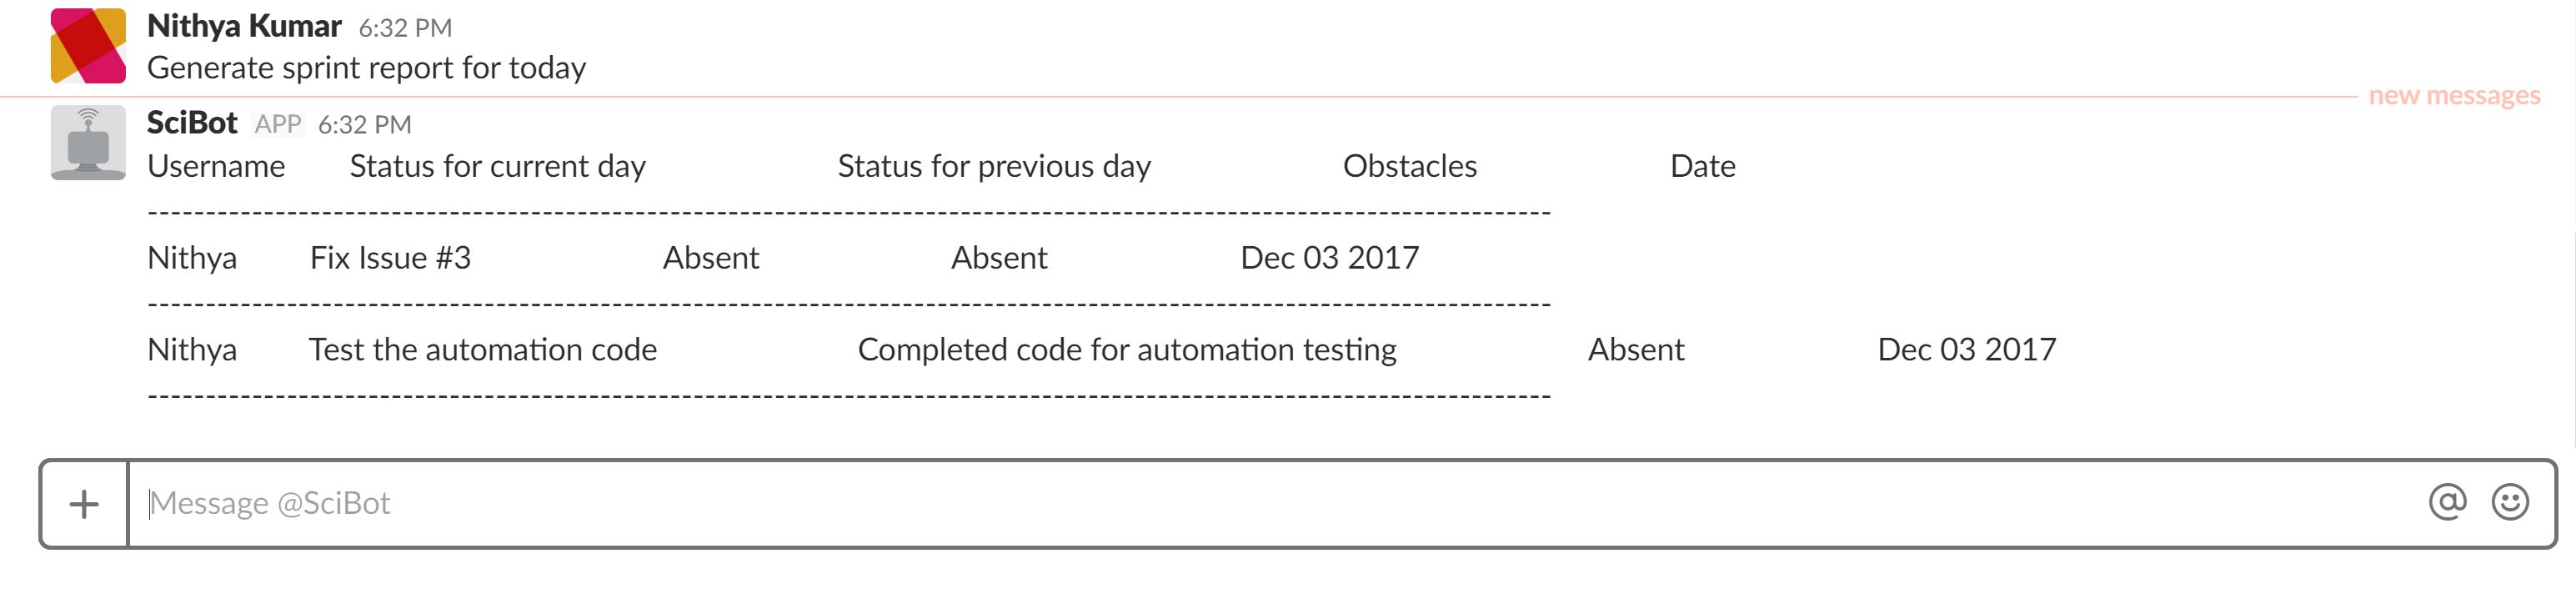 Nithya Kumar 6:32 PM
Generate sprint report for today
new messages
SciBot APP 6:32 PM
Username Status for current day Status for previous day Obstacles Date
------------------------------------------------------------------------------------------------------------------------
Nithya Fix Issue #3 Absent Absent Dec 03 2017
------------------------------------------------------------------------------------------------------------------------
Nithya Test the automation code Completed code for automation testing Absent Dec 03 2017
------------------------------------------------------------------------------------------------------------------------
+ Message @SciBot @